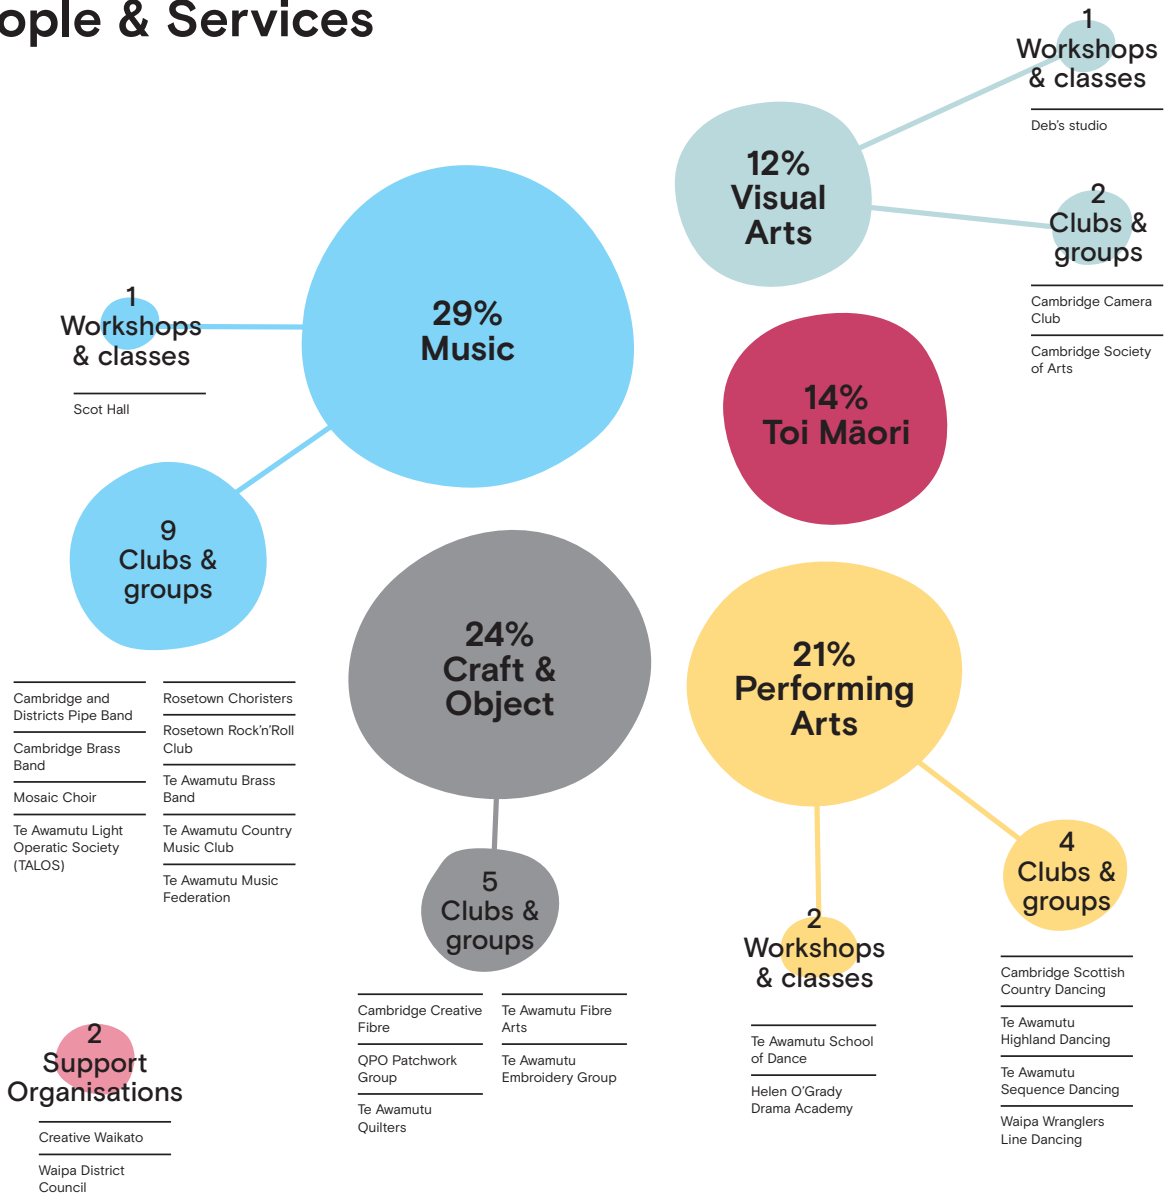 ople & Services
1
Workshops
& classes
Deb's studio
12%
Visual
Arts
2
Clubs &
groups
Cambridge Camera
Club
Cambridge Society
of Arts
29%
Music
1
Workshops
& classes
Scot Hall
14%
Toi Māori
9
Clubs &
groups
Cambridge and
Districts Pipe Band
Cambridge Brass
Band
Mosaic Choir
Te Awamutu Light
Operatic Society
(TALOS)
Rosetown Choristers
Rosetown Rock'n'Roll
Club
Te Awamutu Brass
Band
Te Awamutu Country
Music Club
Te Awamutu Music
Federation
24%
Craft &
Object
5
Clubs &
groups
Cambridge Creative
Fibre
QPO Patchwork
Group
Te Awamutu
Quilters
Te Awamutu Fibre
Arts
Te Awamutu
Embroidery Group
21%
Performing
Arts
2
Workshops
& classes
Te Awamutu School
of Dance
Helen O'Grady
Drama Academy
4
Clubs &
groups
Cambridge Scottish
Country Dancing
Te Awamutu
Highland Dancing
Te Awamutu
Sequence Dancing
Waipa Wranglers
Line Dancing
2
Support
Organisations
Creative Waikato
Waipa District
Council